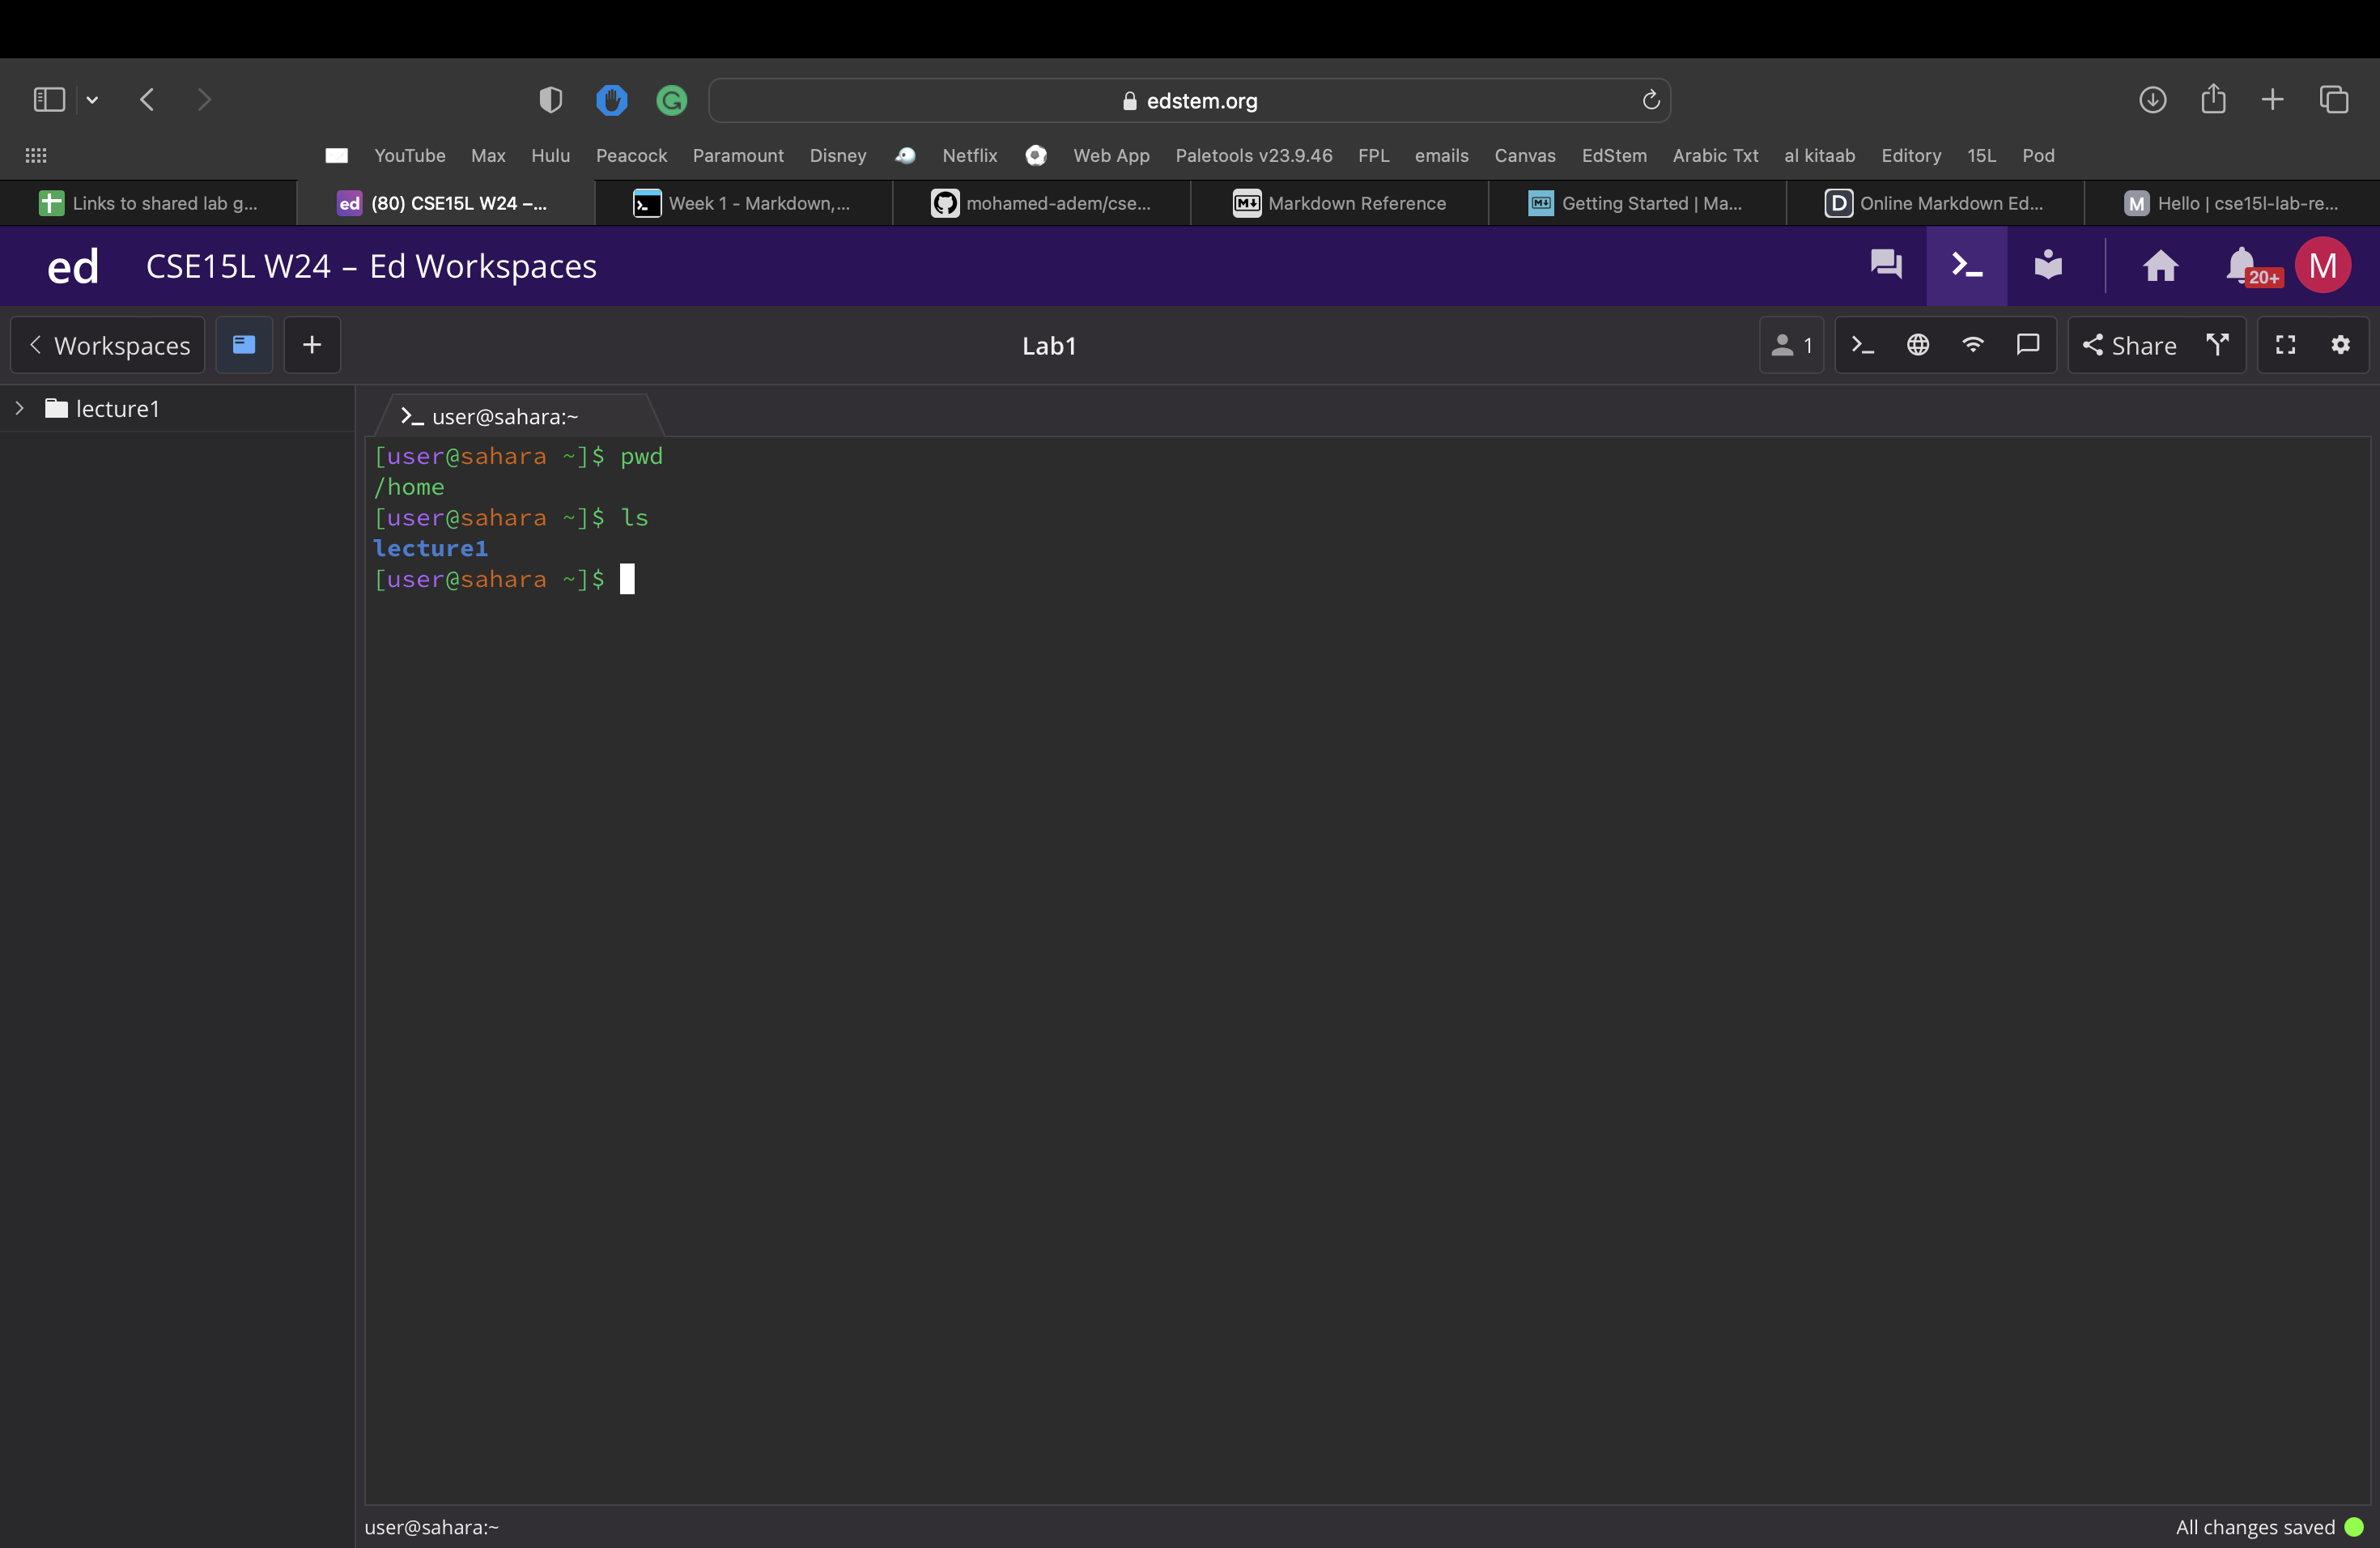 edstem.org
YouTube Max Hulu Peacock Paramount Disney Netflix Web App Paletools v23.9.46 FPL emails Canvas EdStem Arabic Txt al kitaab Editory 15L Pod
Links to shared lab g... ed (80) CSE15L W24 –... Week 1 - Markdown,... mohamed-adem/cse... Markdown Reference Getting Started | Ma... D Online Markdown Ed... M Hello | cse15l-lab-re...
ed CSE15L W24 – Ed Workspaces 20+ M
Workspaces + Lab1 1 Share
lecture1
user@sahara:~
[user@sahara ~]$ pwd
/home
[user@sahara ~]$ ls
lecture1
[user@sahara ~]$
user@sahara:~ All changes saved